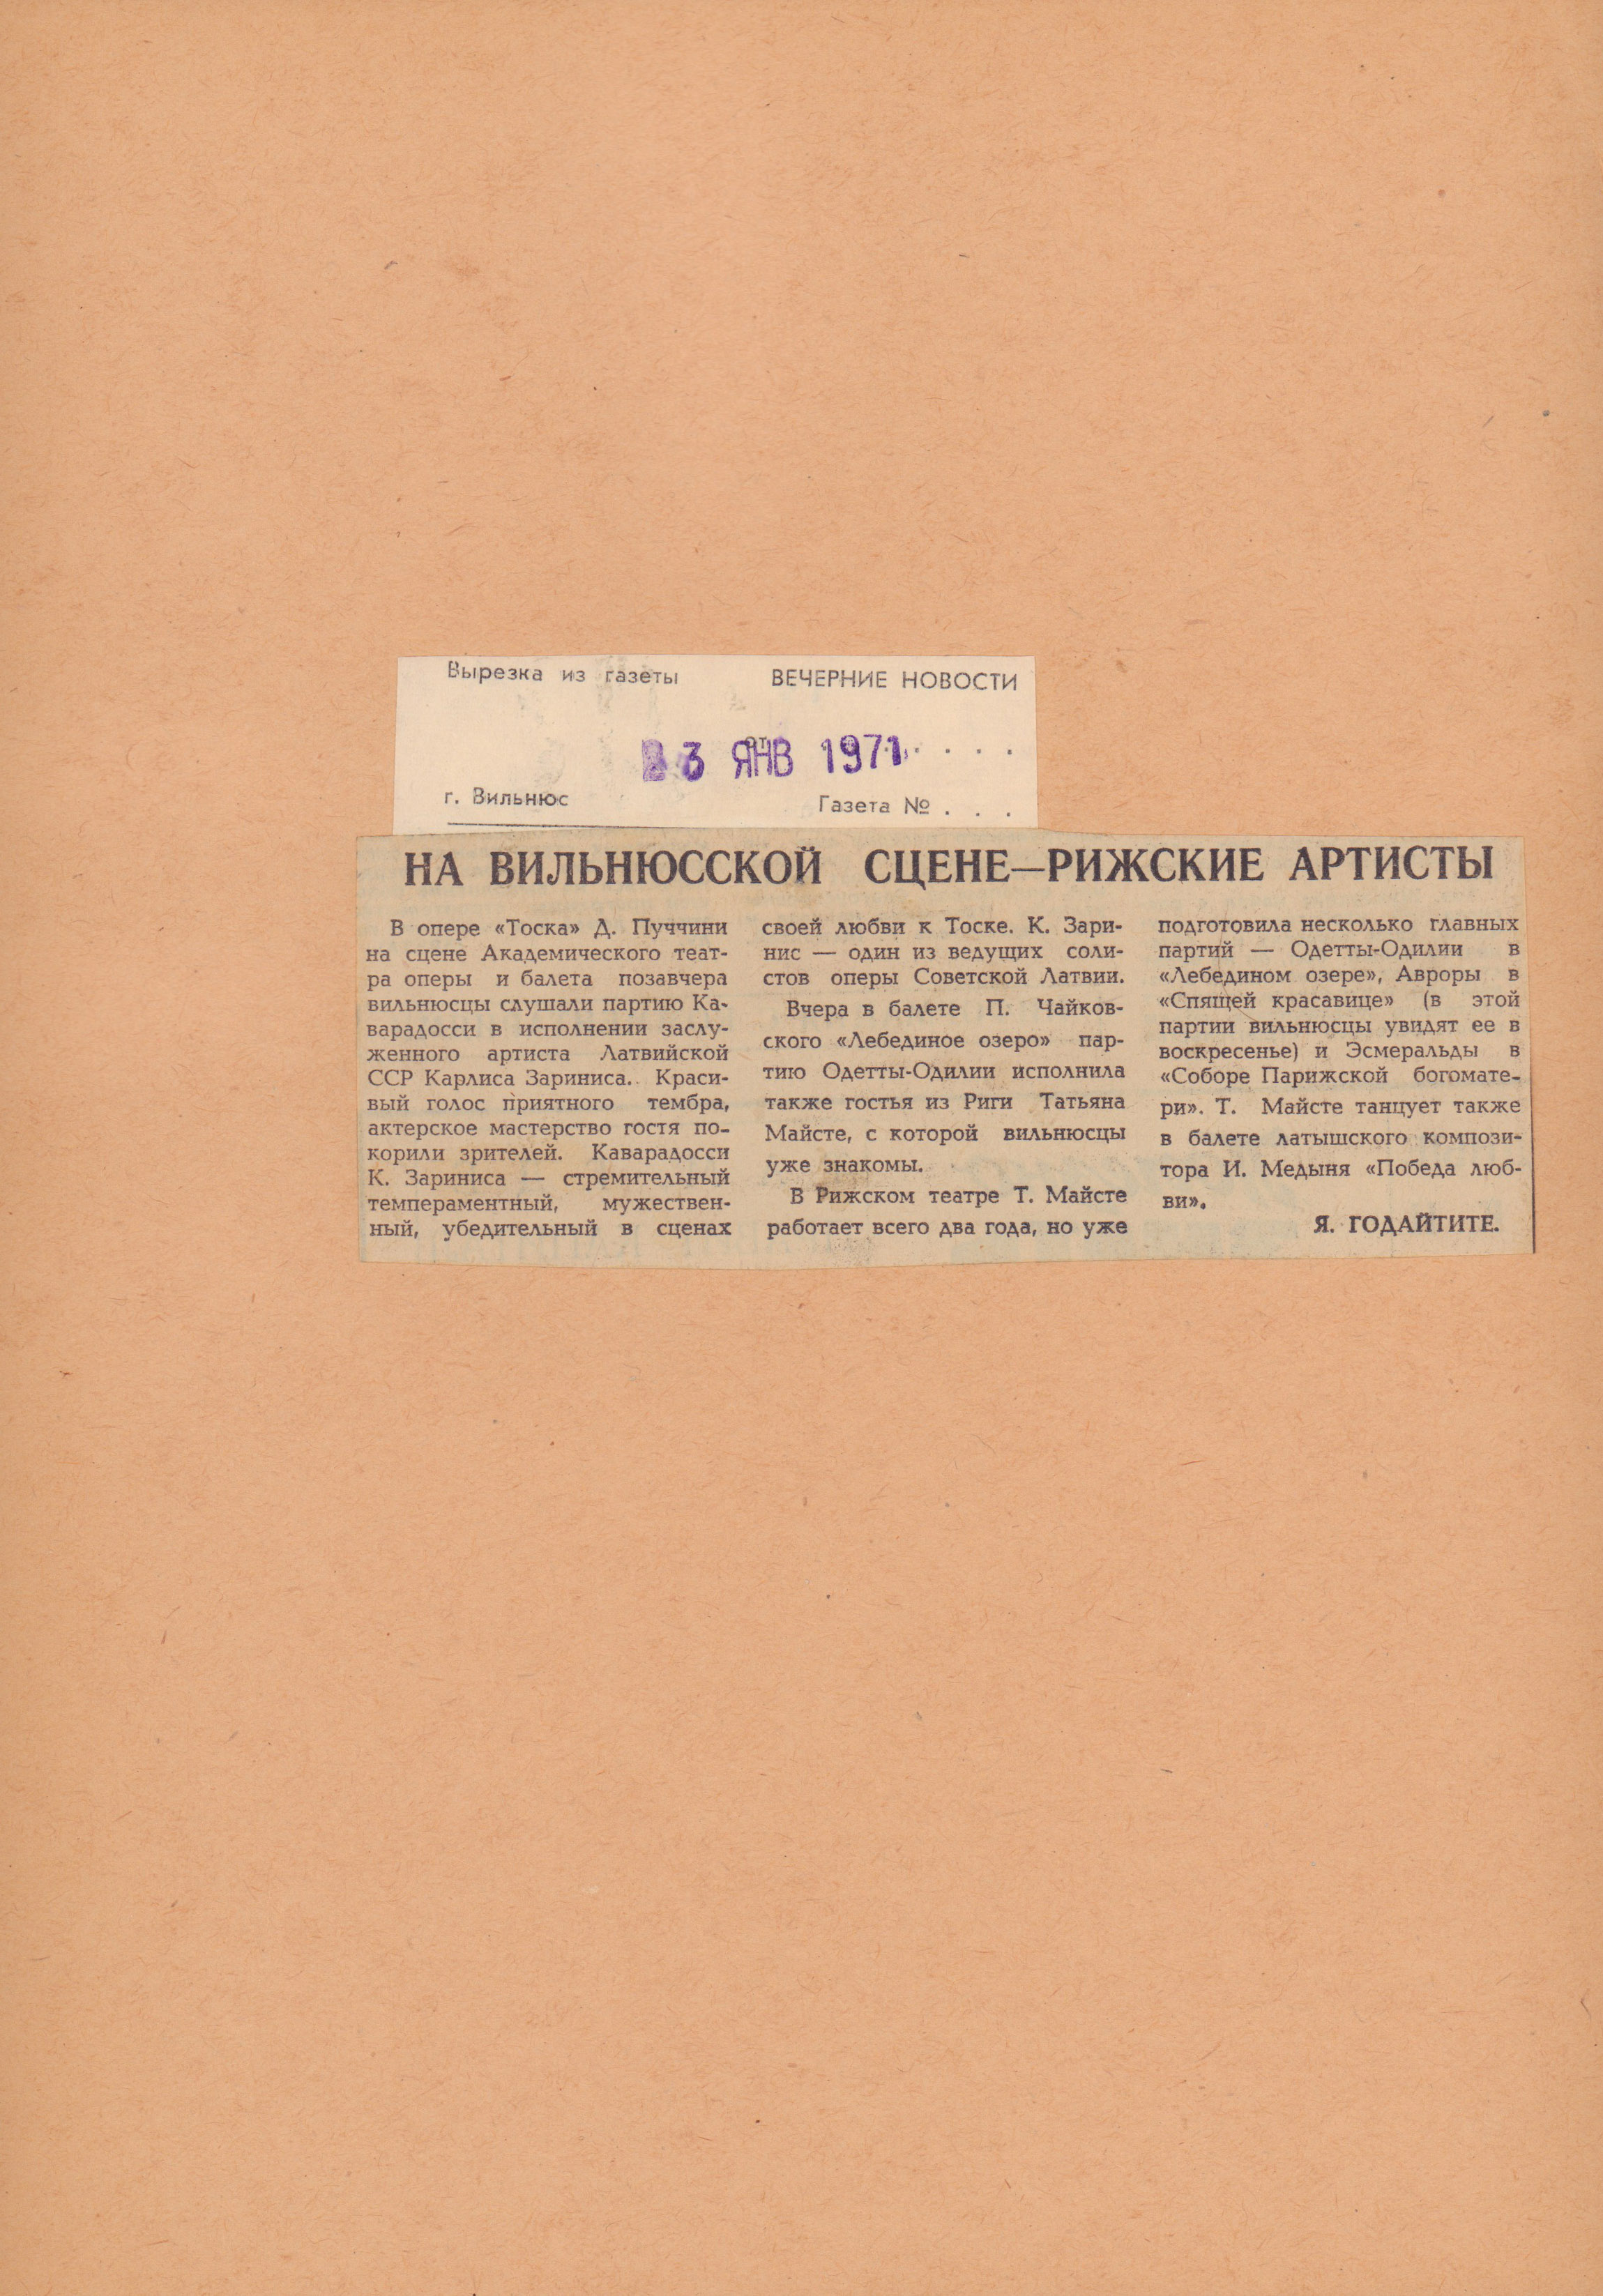 Вырезка из газеты ВЕЧЕРНИЕ НОВОСТИ
от 23 ЯНВ 1971 . . . .
г. Вильнюс Газета № . . .
НА ВИЛЬНЮССКОЙ СЦЕНЕ—РИЖСКИЕ АРТИСТЫ
В опере «Тоска» Д. Пуччини
на сцене Академического теат-
ра оперы и балета позавчера
вильнюсцы слушали партию Ка-
варадосси в исполнении заслу-
женного артиста Латвийской
ССР Карлиса Зариниса. Краси-
вый голос приятного тембра,
актерское мастерство гостя по-
корили зрителей. Каварадосси
К. Зариниса — стремительный
темпераментный, мужествен-
ный, убедительный в сценах
своей любви к Тоске. К. Зари-
нис — один из ведущих соли-
стов оперы Советской Латвии.
Вчера в балете П. Чайков-
ского «Лебединое озеро» пар-
тию Одетты-Одилии исполнила
также гостья из Риги Татьяна
Майсте, с которой вильнюсцы
уже знакомы.
В Рижском театре Т. Майсте
работает всего два года, но уже
подготовила несколько главных
партий — Одетты-Одилии в
«Лебедином озере», Авроры в
«Спящей красавице» (в этой
партии вильнюсцы увидят ее в
воскресенье) и Эсмеральды в
«Соборе Парижской богомате-
ри». Т. Майсте танцует также
в балете латышского компози-
тора И. Медыня «Победа люб-
ви».
Я. ГОДАЙТИТЕ.